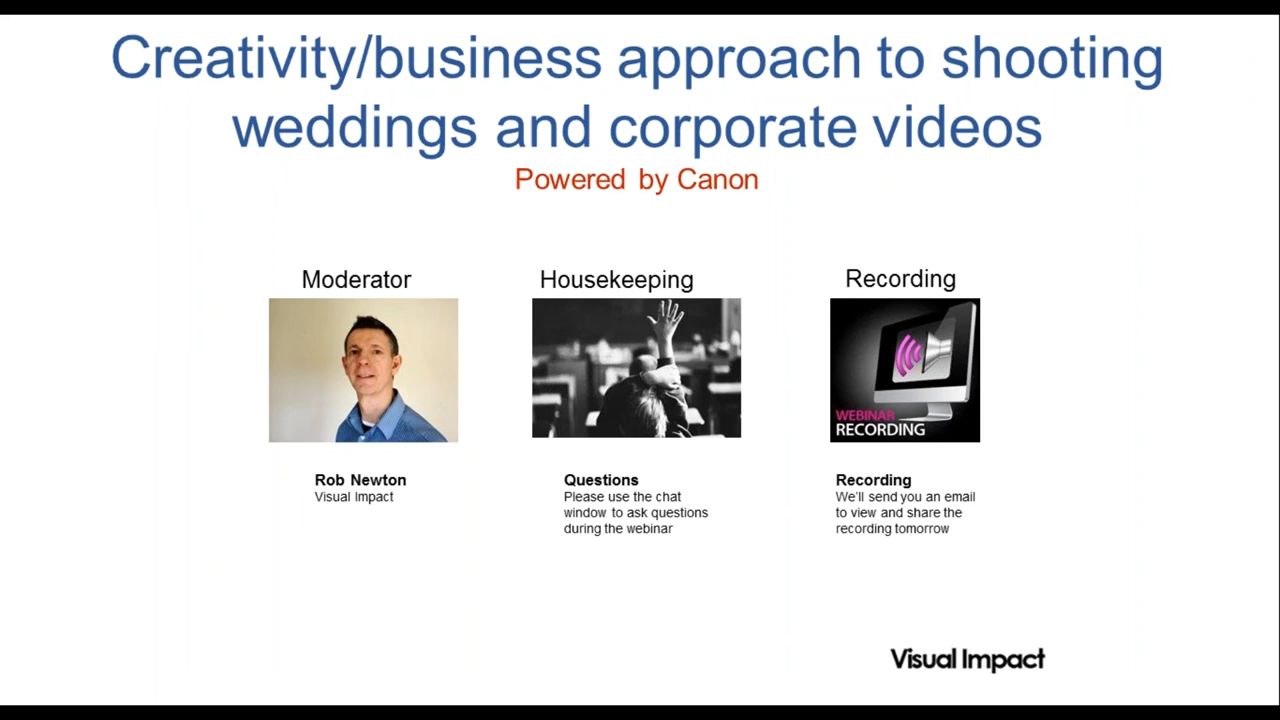 Creativity/business approach to shooting
weddings and corporate videos
Powered by Canon
Moderator
Housekeeping
Recording
WEBINAR
RECORDING
Rob Newton
Visual Impact
Questions
Please use the chat
window to ask questions
during the webinar
Recording
We'll send you an email
to view and share the
recording tomorrow
Visual Impact